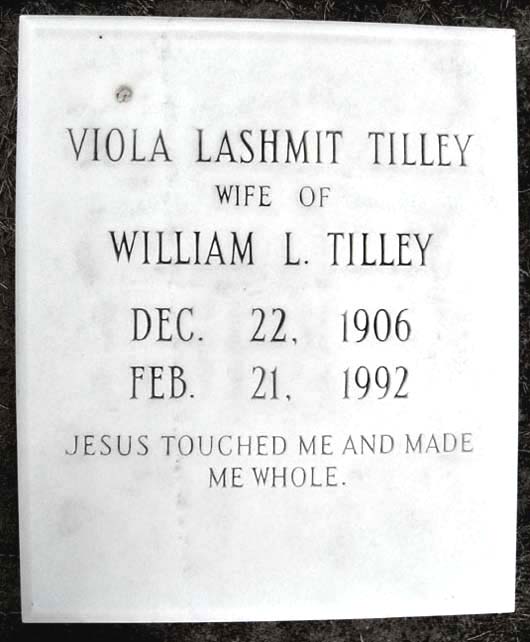 VIOLA LASHMIT TILLEY
WIFE OF
WILLIAM L. TILLEY
DEC. 22, 1906
FEB. 21, 1992
JESUS TOUCHED ME AND MADE
ME WHOLE.